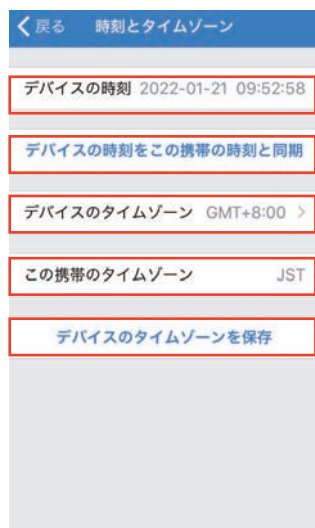 戻る 時刻とタイムゾーン
デバイスの時刻 2022-01-21 09:52:58
デバイスの時刻をこの携帯の時刻と同期
デバイスのタイムゾーン GMT+8:00
この携帯のタイムゾーン JST
デバイスのタイムゾーンを保存